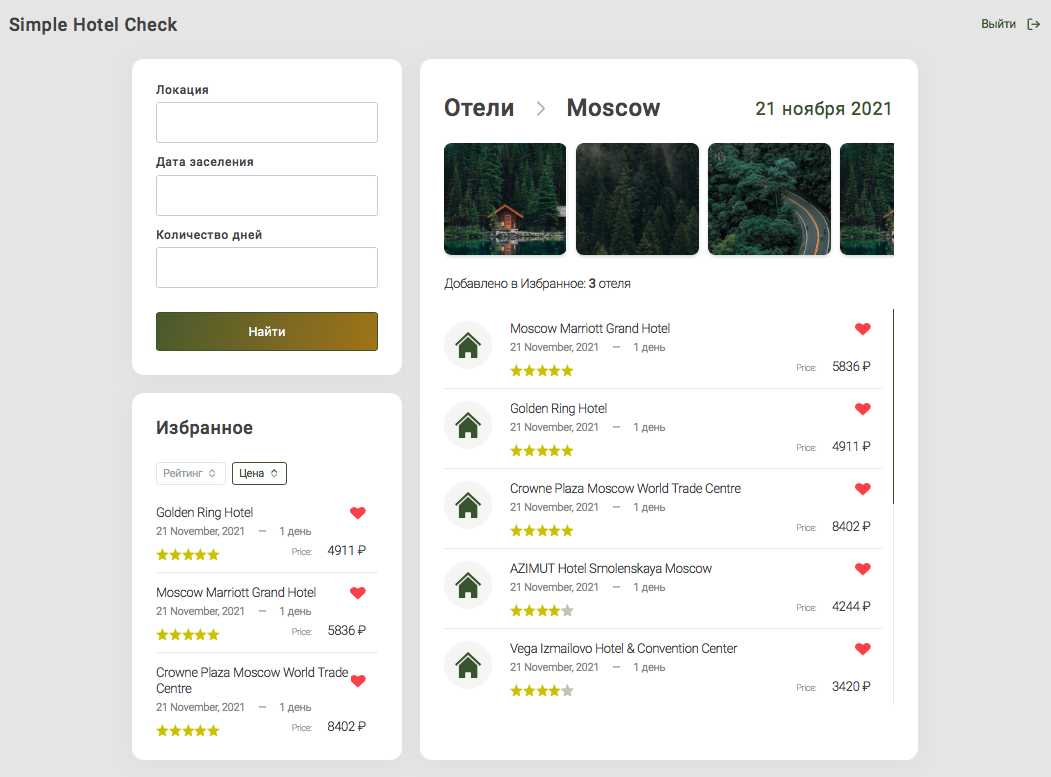 Simple Hotel Check
Выйти
Локация
Дата заселения
Количество дней
Найти
Избранное
Рейтинг
Цена
Golden Ring Hotel
21 November, 2021 — 1 день
Price: 4911 ₽
Moscow Marriott Grand Hotel
21 November, 2021 — 1 день
Price: 5836 ₽
Crowne Plaza Moscow World Trade
Centre
21 November, 2021 — 1 день
Price: 8402 ₽
Отели > Moscow
21 ноября 2021
Добавлено в Избранное: 3 отеля
Moscow Marriott Grand Hotel
21 November, 2021 — 1 день
Price: 5836 ₽
Golden Ring Hotel
21 November, 2021 — 1 день
Price: 4911 ₽
Crowne Plaza Moscow World Trade Centre
21 November, 2021 — 1 день
Price: 8402 ₽
AZIMUT Hotel Smolenskaya Moscow
21 November, 2021 — 1 день
Price: 4244 ₽
Vega Izmailovo Hotel & Convention Center
21 November, 2021 — 1 день
Price: 3420 ₽